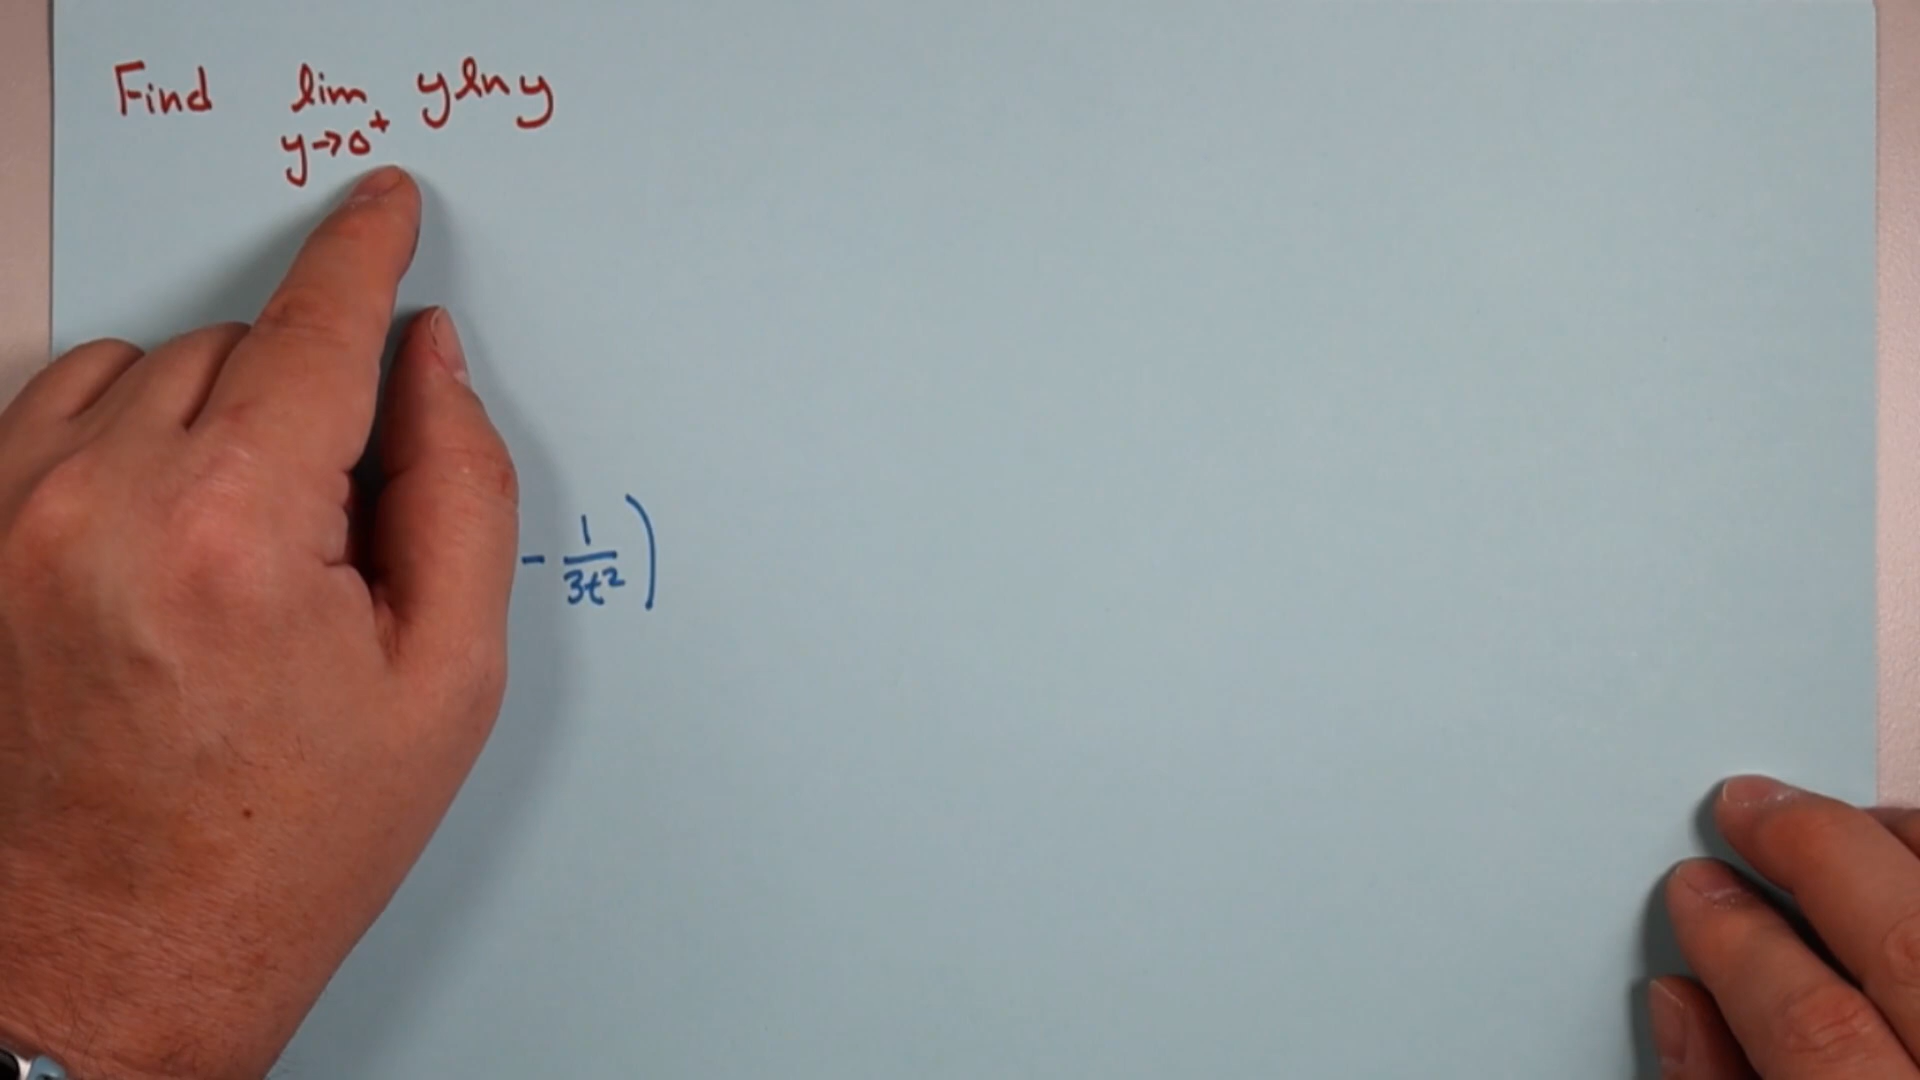 Find lim y ln y
y→0⁺
- 1/3t² )